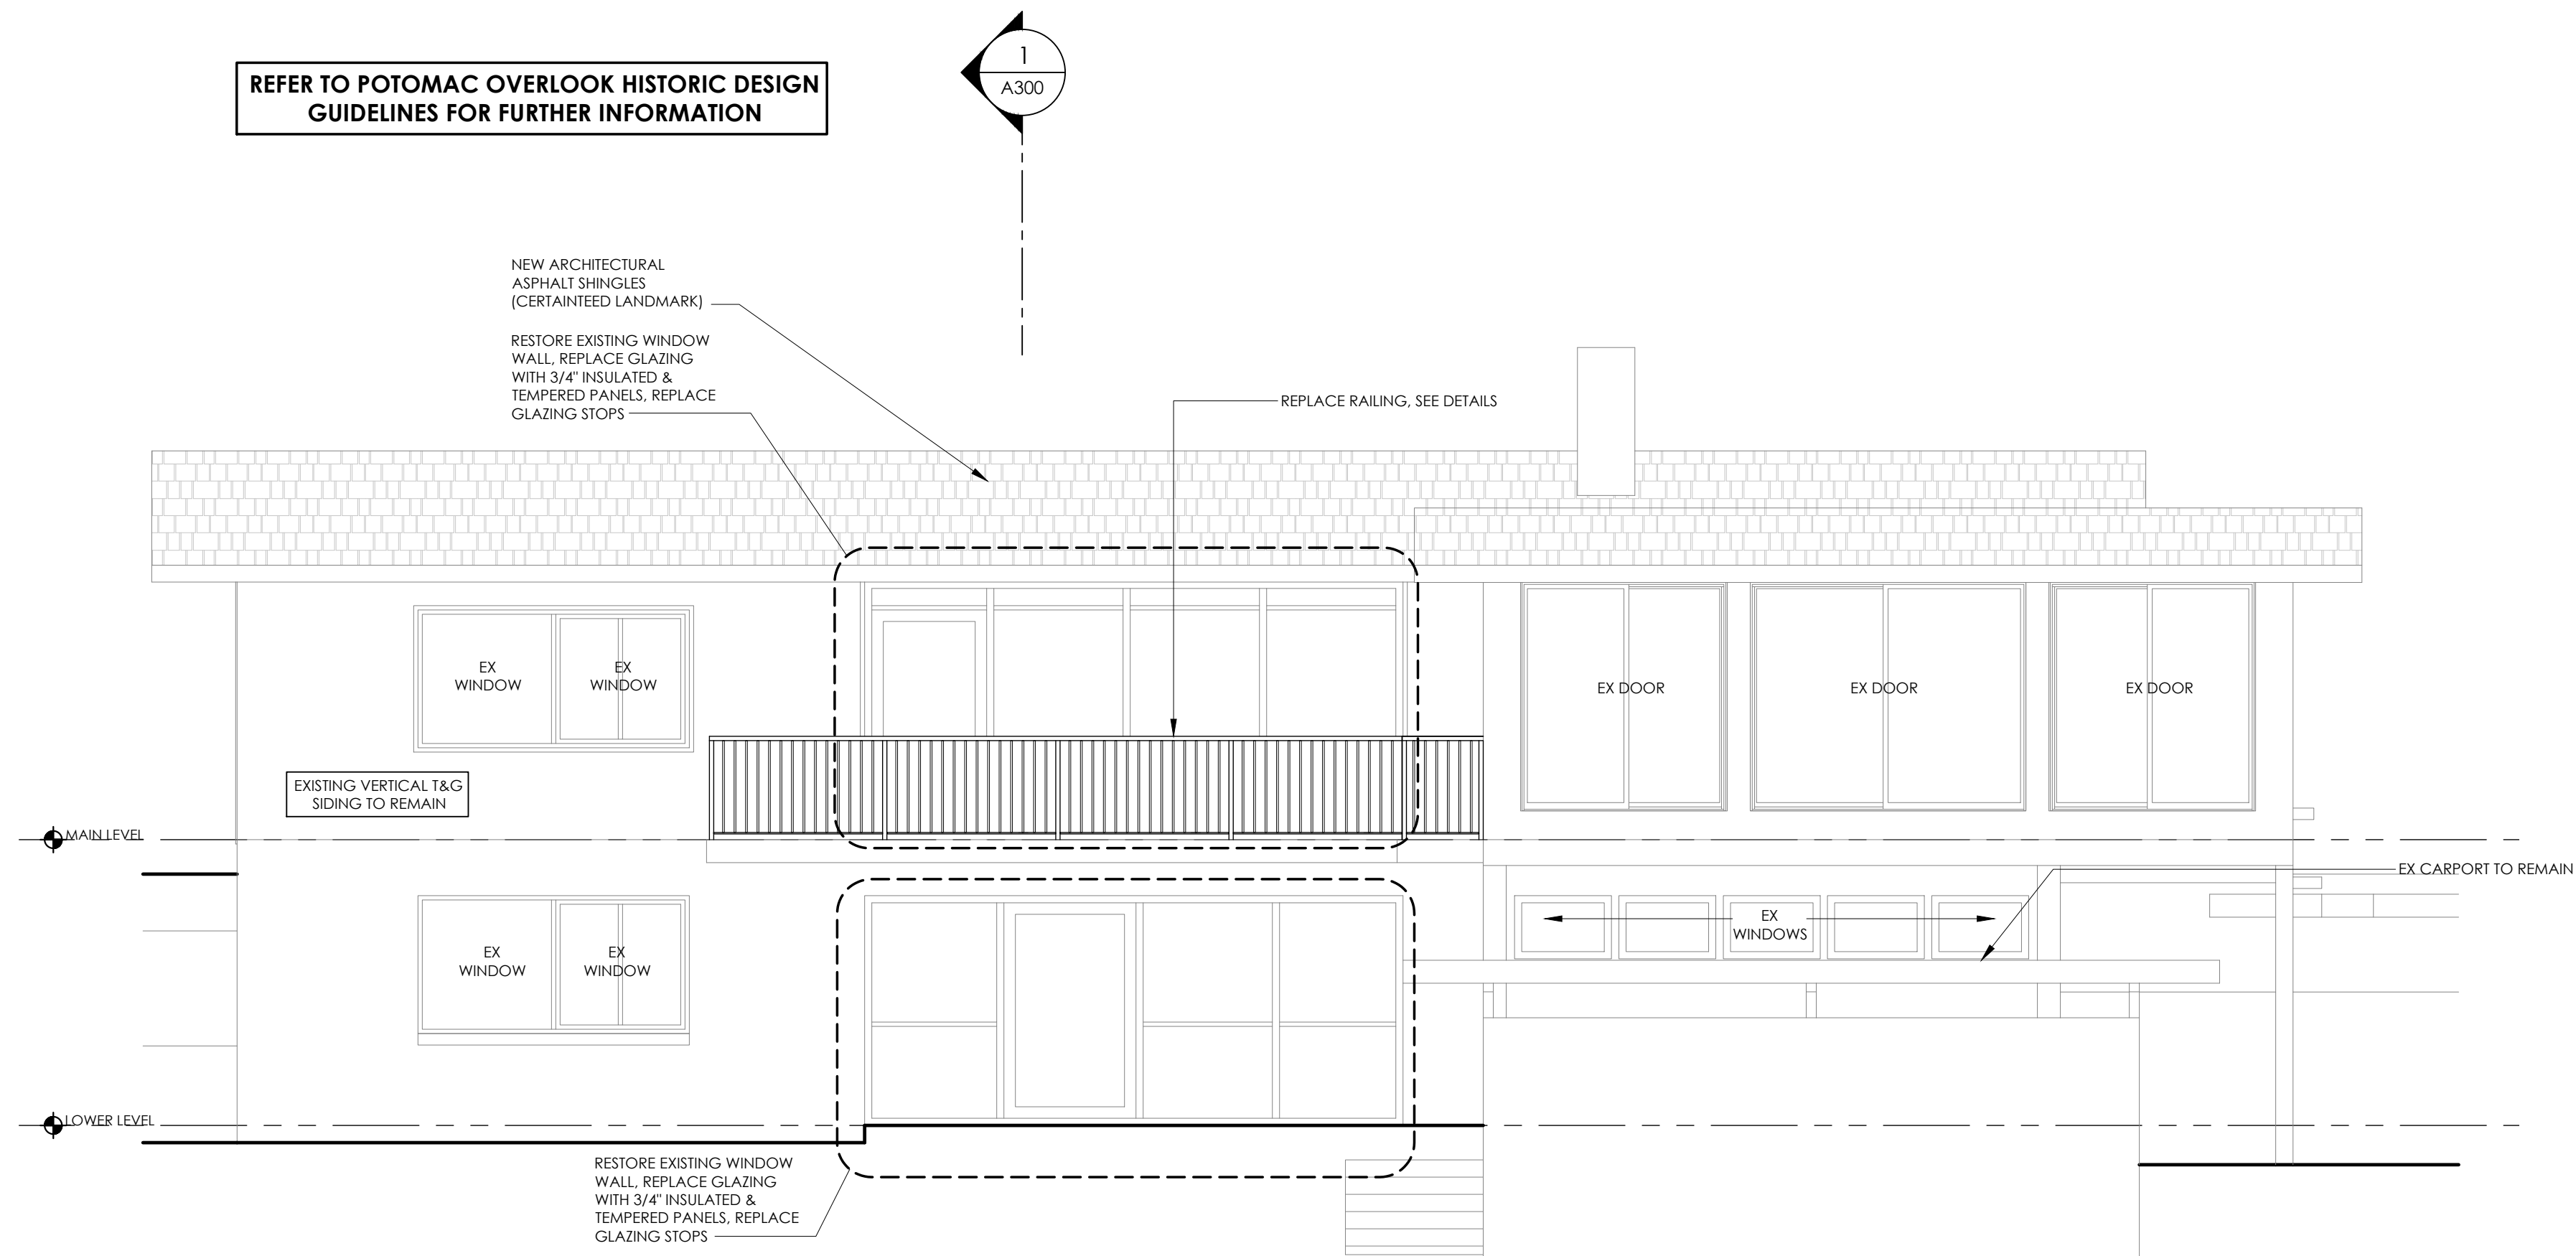 REFER TO POTOMAC OVERLOOK HISTORIC DESIGN
GUIDELINES FOR FURTHER INFORMATION
1
A300
NEW ARCHITECTURAL
ASPHALT SHINGLES
(CERTAINTEED LANDMARK)
RESTORE EXISTING WINDOW
WALL, REPLACE GLAZING
WITH 3/4" INSULATED &
TEMPERED PANELS, REPLACE
GLAZING STOPS
REPLACE RAILING, SEE DETAILS
EX
WINDOW
EX
WINDOW
EX DOOR
EX DOOR
EX DOOR
EXISTING VERTICAL T&G
SIDING TO REMAIN
MAIN LEVEL
EX CARPORT TO REMAIN
EX
WINDOWS
EX
WINDOW
EX
WINDOW
LOWER LEVEL
RESTORE EXISTING WINDOW
WALL, REPLACE GLAZING
WITH 3/4" INSULATED &
TEMPERED PANELS, REPLACE
GLAZING STOPS